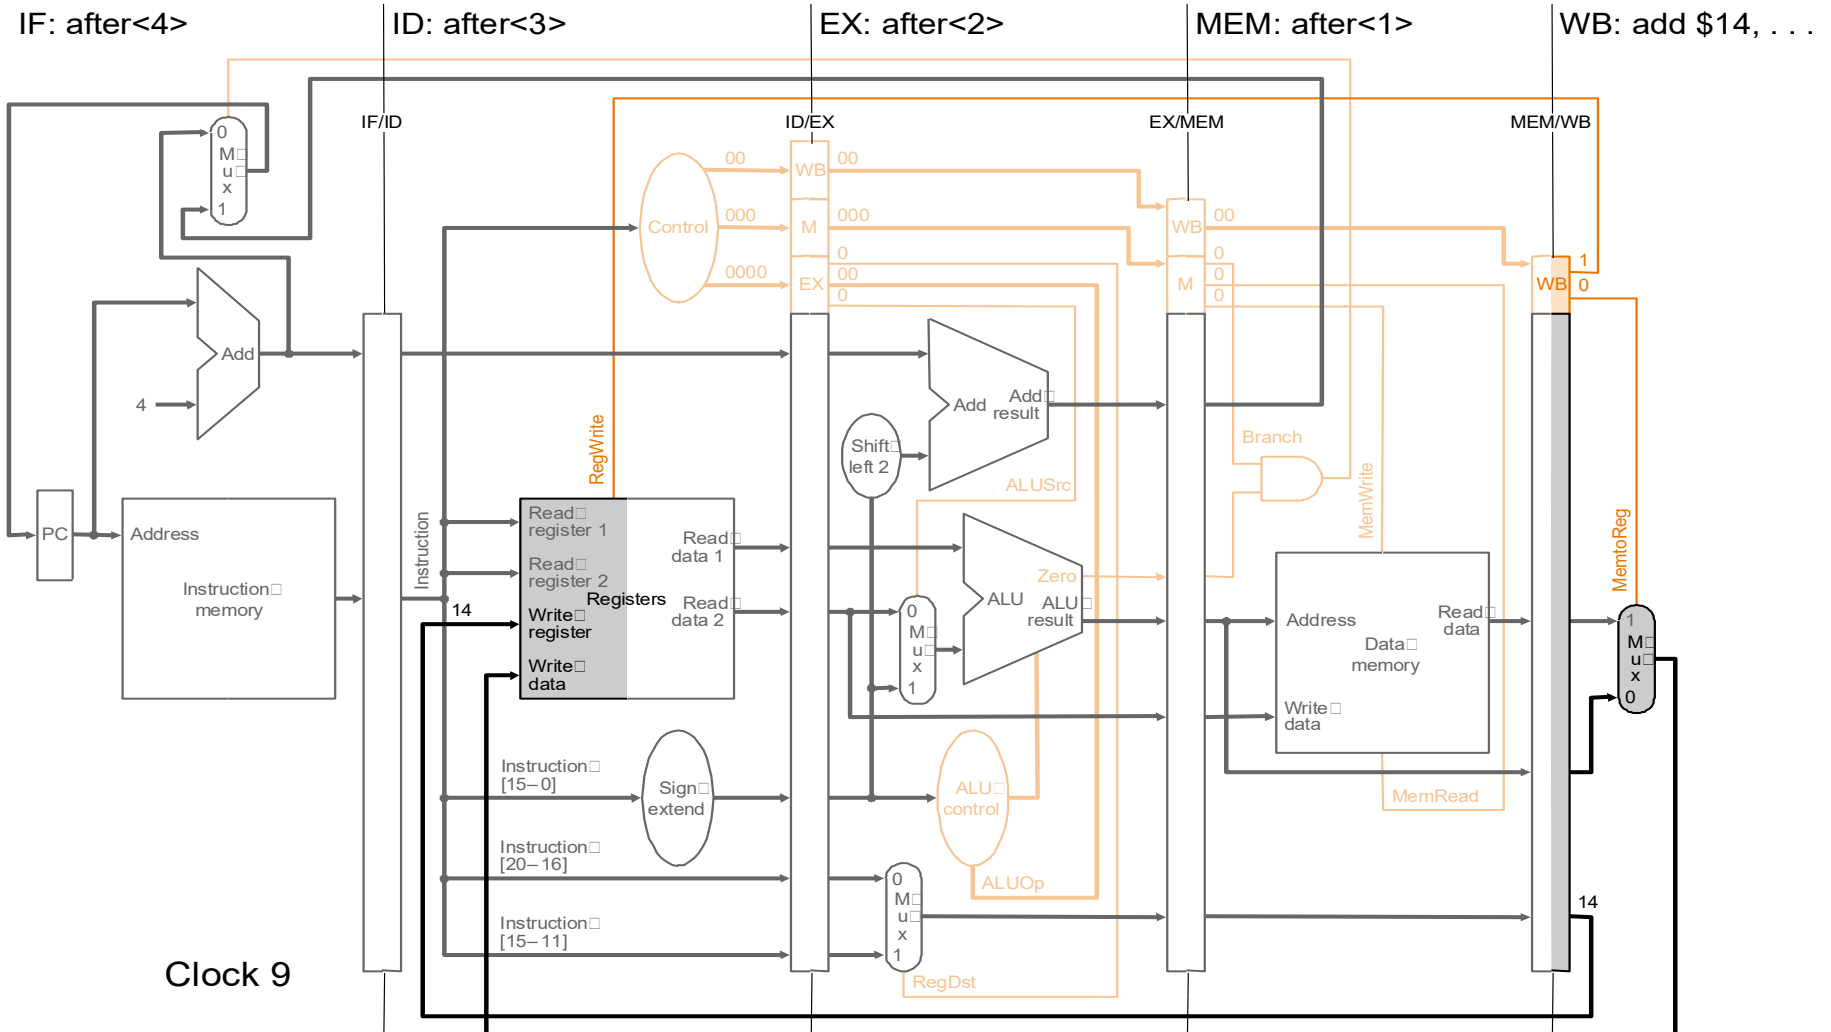 IF: after<4>
ID: after<3>
EX: after<2>
MEM: after<1>
WB: add $14, . . .
IF/ID
ID/EX
EX/MEM
MEM/WB
0
M
u
x
1
Control
00
000
0000
WB
M
EX
00
000
0
00
0
WB
M
00
0
0
0
WB
1
0
Add
4
RegWrite
Shift
left 2
Add
Add
result
ALUSrc
Branch
MemWrite
MemtoReg
PC
Address
Instruction
memory
Instruction
14
Read
register 1
Read
register 2
Registers
Write
register
Write
data
Read
data 1
Read
data 2
0
M
u
x
1
Zero
ALU
ALU
result
Address
Read
data
Data
memory
Write
data
1
M
u
x
0
Instruction
[15–0]
Sign
extend
ALU
control
MemRead
Instruction
[20–16]
ALUOp
0
M
u
x
1
14
Instruction
[15–11]
RegDst
Clock 9